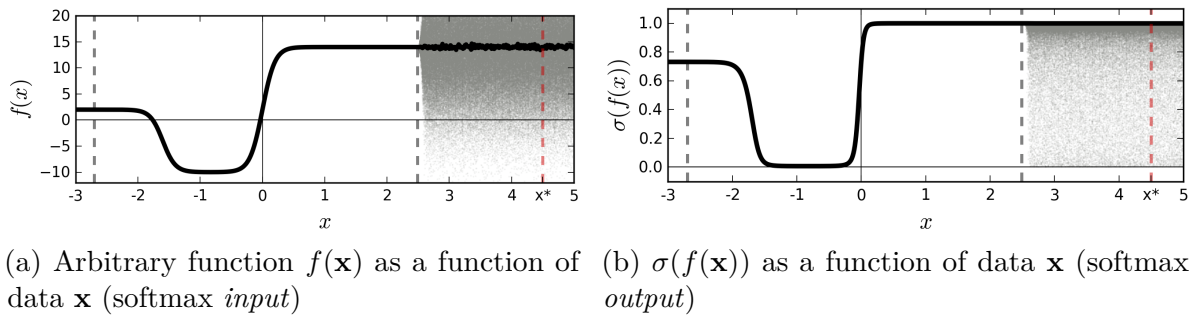 20
15
10
5
0
−5
−10
f(x)
-3 -2 -1 0 1 2 3 4 x* 5
x
1.0
0.8
0.6
0.4
0.2
0.0
σ(f(x))
-3 -2 -1 0 1 2 3 4 x* 5
x
(a) Arbitrary function f(x) as a function of
data x (softmax input)
(b) σ(f(x)) as a function of data x (softmax
output)